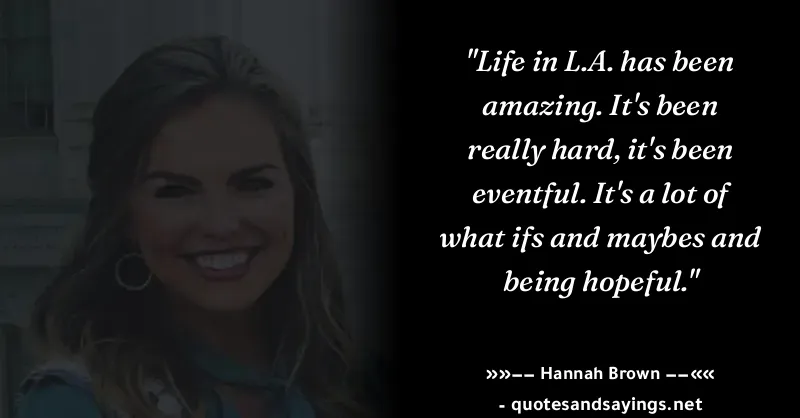 "Life in L.A. has been
amazing. It's been
really hard, it's been
eventful. It's a lot of
what ifs and maybes and
being hopeful."
»»−− Hannah Brown −−««
- quotesandsayings.net